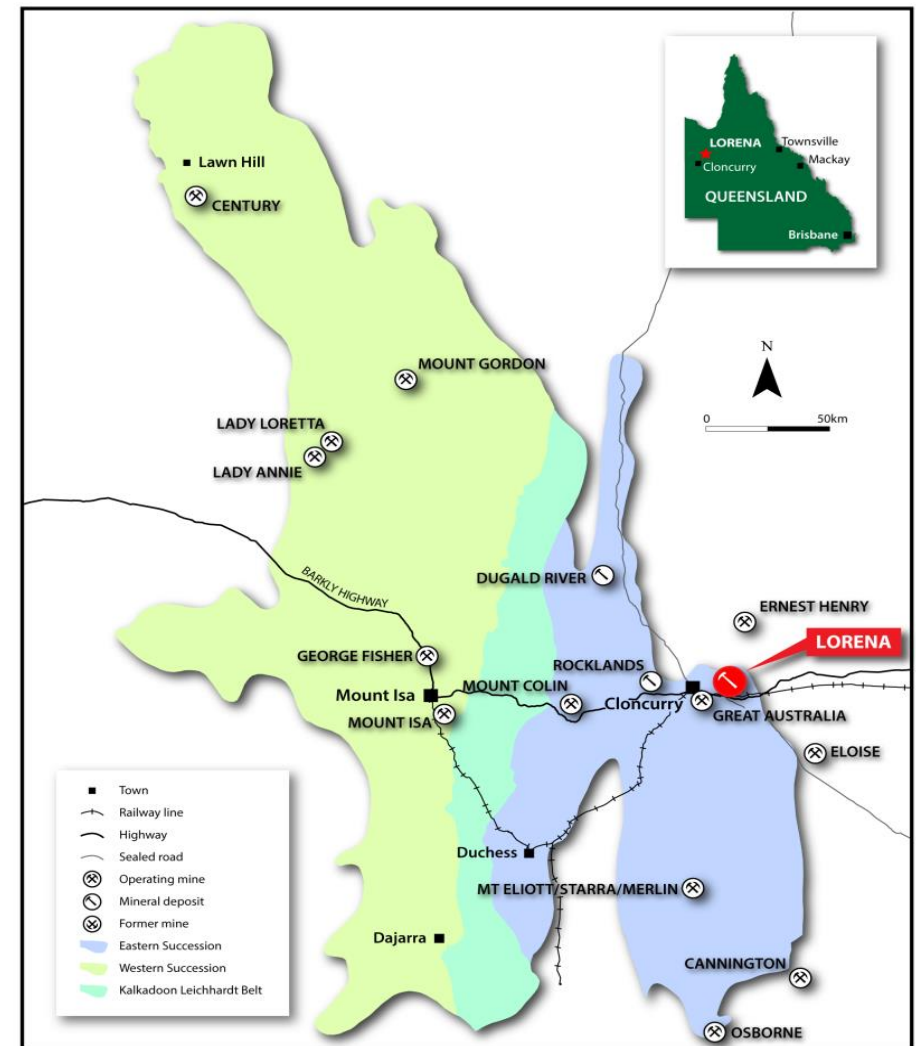 LORENA
Townsville
Cloncurry
Mackay
QUEENSLAND
Brisbane
Lawn Hill
CENTURY
N
0 50km
MOUNT GORDON
LADY LORETTA
LADY ANNIE
BARKLY HIGHWAY
DUGALD RIVER
ERNEST HENRY
LORENA
GEORGE FISHER
ROCKLANDS
Mount Isa
MOUNT COLIN
Cloncurry
GREAT AUSTRALIA
MOUNT ISA
ELOISE
Duchess
MT ELIOTT/STARRA/MERLIN
Dajarra
CANNINGTON
OSBORNE
Town
Railway line
Highway
Sealed road
Operating mine
Mineral deposit
Former mine
Eastern Succession
Western Succession
Kalkadoon Leichhardt Belt